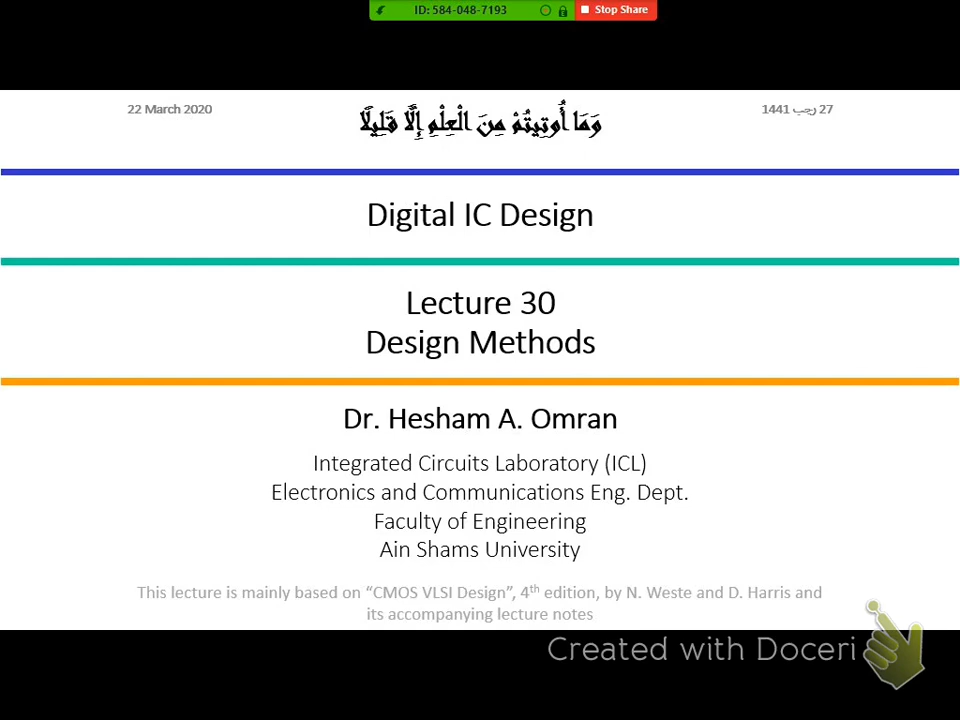 ID: 584-048-7193 Stop Share
22 March 2020
وَمَا أُوتِيتُمْ مِنَ الْعِلْمِ إِلَّا قَلِيلًا
27 رجب 1441
Digital IC Design
Lecture 30
Design Methods
Dr. Hesham A. Omran
Integrated Circuits Laboratory (ICL)
Electronics and Communications Eng. Dept.
Faculty of Engineering
Ain Shams University
This lecture is mainly based on “CMOS VLSI Design”, 4th edition, by N. Weste and D. Harris and
its accompanying lecture notes
Created with Doceri